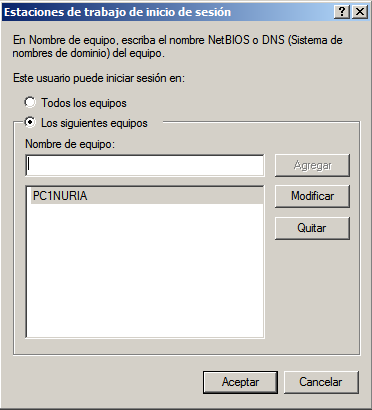 Estaciones de trabajo de inicio de sesión
En Nombre de equipo, escriba el nombre NetBIOS o DNS (Sistema de
nombres de dominio) del equipo.
Este usuario puede iniciar sesión en:
Todos los equipos
Los siguientes equipos
Nombre de equipo:
Agregar
PC1NURIA
Modificar
Quitar
Aceptar
Cancelar